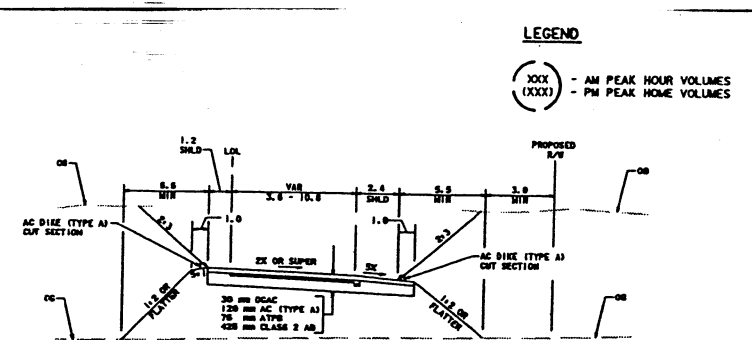 LEGEND
XXX - AM PEAK HOUR VOLUMES
(XXX) - PM PEAK HOME VOLUMES
1.2
SHLD
LOL
PROPOSED
R/W
OG
OG
6.6
MIN
VAR
3.6 - 10.8
2.4
SHLD
5.5
MIN
3.0
MIN
AC DIKE (TYPE A)
CUT SECTION
2:3
1.0
1.0
2:3
AC DIKE (TYPE A)
CUT SECTION
2% OR SUPER
5%
1:2 OR
FLATTER
30 mm OGAC
120 mm AC (TYPE A)
75 mm ATPB
425 mm CLASS 2 AB
1:2 OR
FLATTER
OG
OG